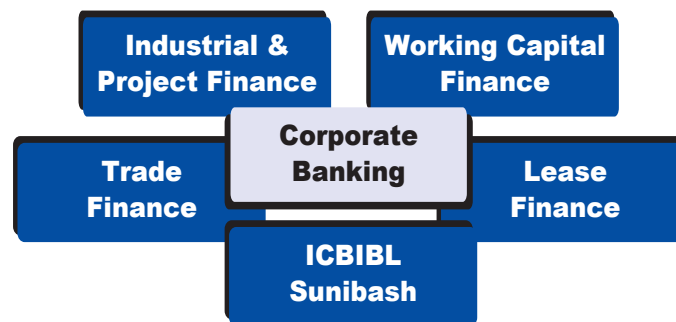 Industrial &
Project Finance
Working Capital
Finance
Corporate
Banking
Trade
Finance
Lease
Finance
ICBIBL
Sunibash